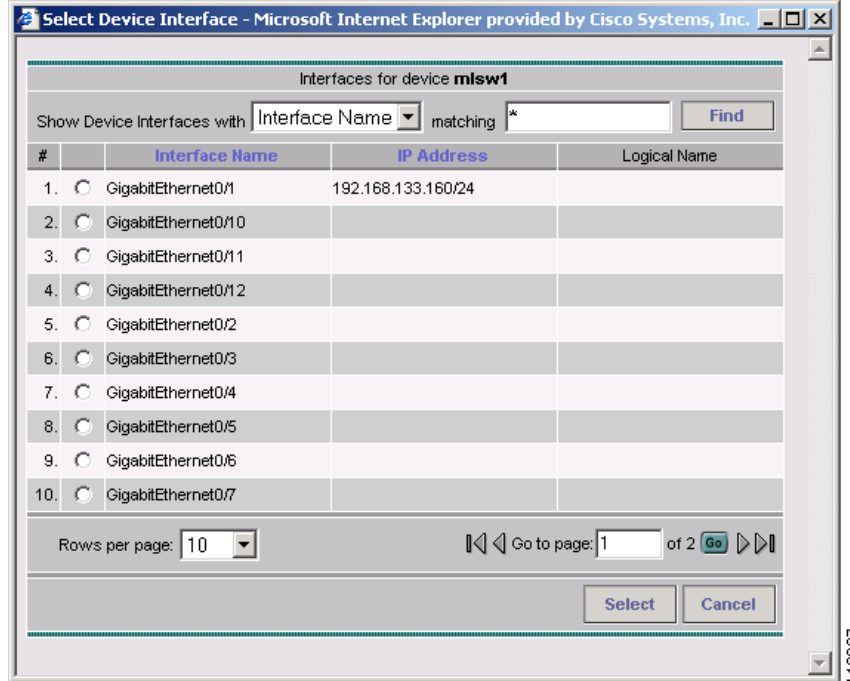 Select Device Interface - Microsoft Internet Explorer provided by Cisco Systems, Inc.
Interfaces for device mlsw1
Show Device Interfaces with Interface Name matching * Find
# Interface Name IP Address Logical Name
1. GigabitEthernet0/1 192.168.133.160/24
2. GigabitEthernet0/10
3. GigabitEthernet0/11
4. GigabitEthernet0/12
5. GigabitEthernet0/2
6. GigabitEthernet0/3
7. GigabitEthernet0/4
8. GigabitEthernet0/5
9. GigabitEthernet0/6
10. GigabitEthernet0/7
Rows per page: 10 Go to page: 1 of 2 Go
Select Cancel